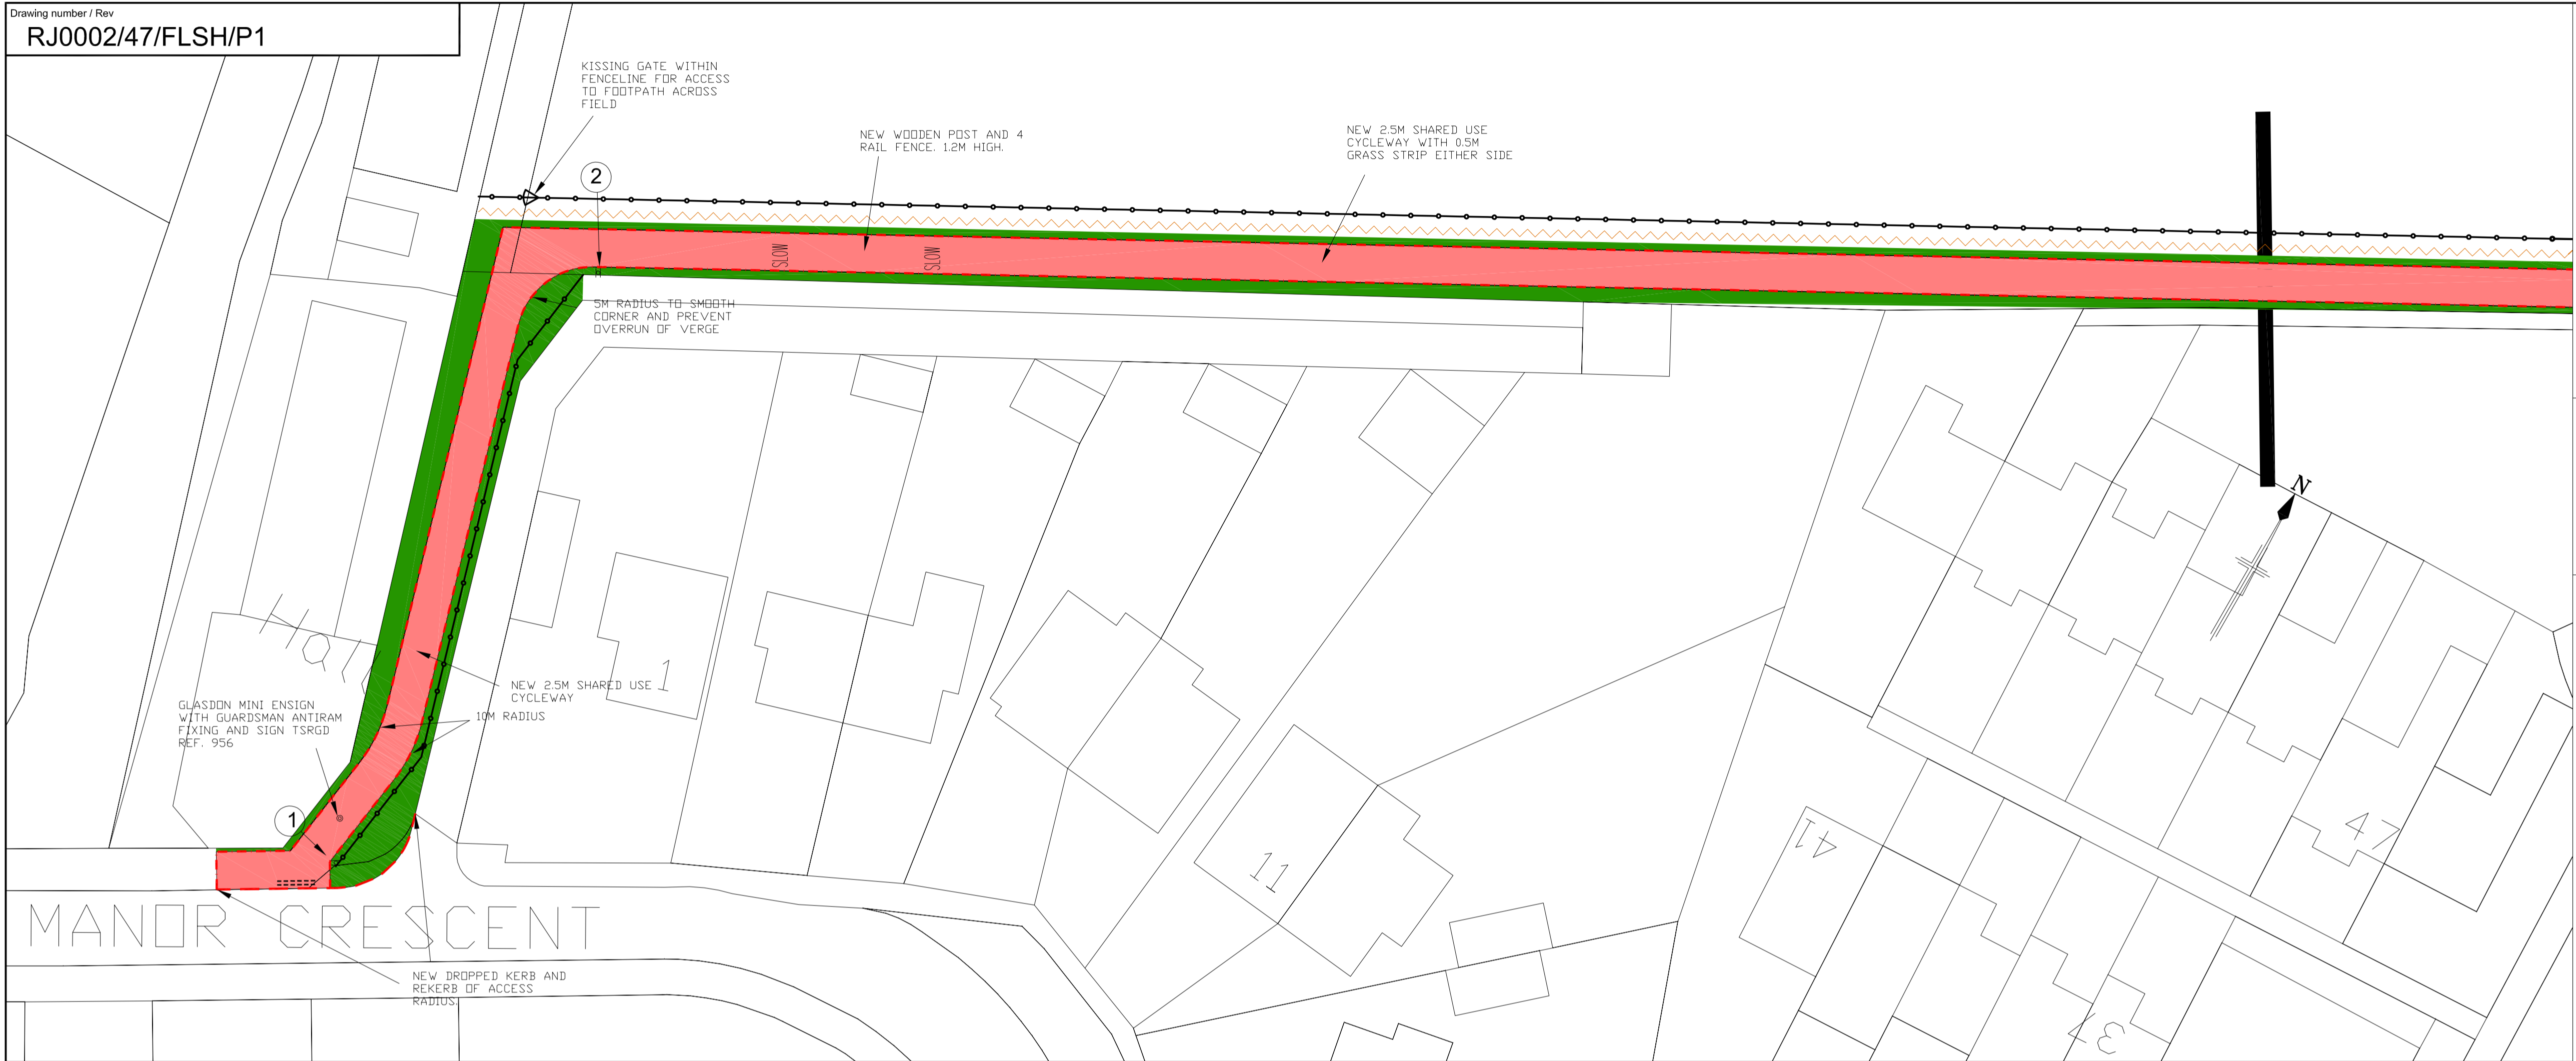 Drawing number / Rev
RJ0002/47/FLSH/P1
KISSING GATE WITHIN
FENCELINE FOR ACCESS
TO FOOTPATH ACROSS
FIELD
NEW WOODEN POST AND 4
RAIL FENCE. 1.2M HIGH.
NEW 2.5M SHARED USE
CYCLEWAY WITH 0.5M
GRASS STRIP EITHER SIDE
2
SLOW
SLOW
5M RADIUS TO SMOOTH
CORNER AND PREVENT
OVERRUN OF VERGE
N
Hall
1
NEW 2.5M SHARED USE
CYCLEWAY
10M RADIUS
GLASDON MINI ENSIGN
WITH GUARDSMAN ANTIRAM
FIXING AND SIGN TSRGD
REF. 956
1
11
41
47
37
MANOR CRESCENT
NEW DROPPED KERB AND
REKERB OF ACCESS
RADIUS.